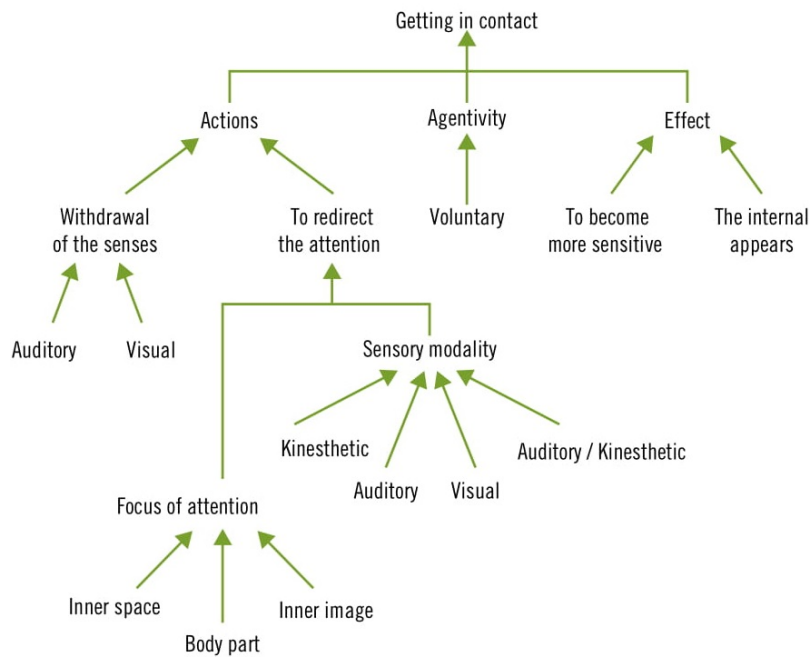 Getting in contact
Actions
Agentivity
Effect
Withdrawal
of the senses
To redirect
the attention
Voluntary
To become
more sensitive
The internal
appears
Auditory
Visual
Sensory modality
Kinesthetic
Auditory / Kinesthetic
Auditory
Visual
Focus of attention
Inner space
Inner image
Body part